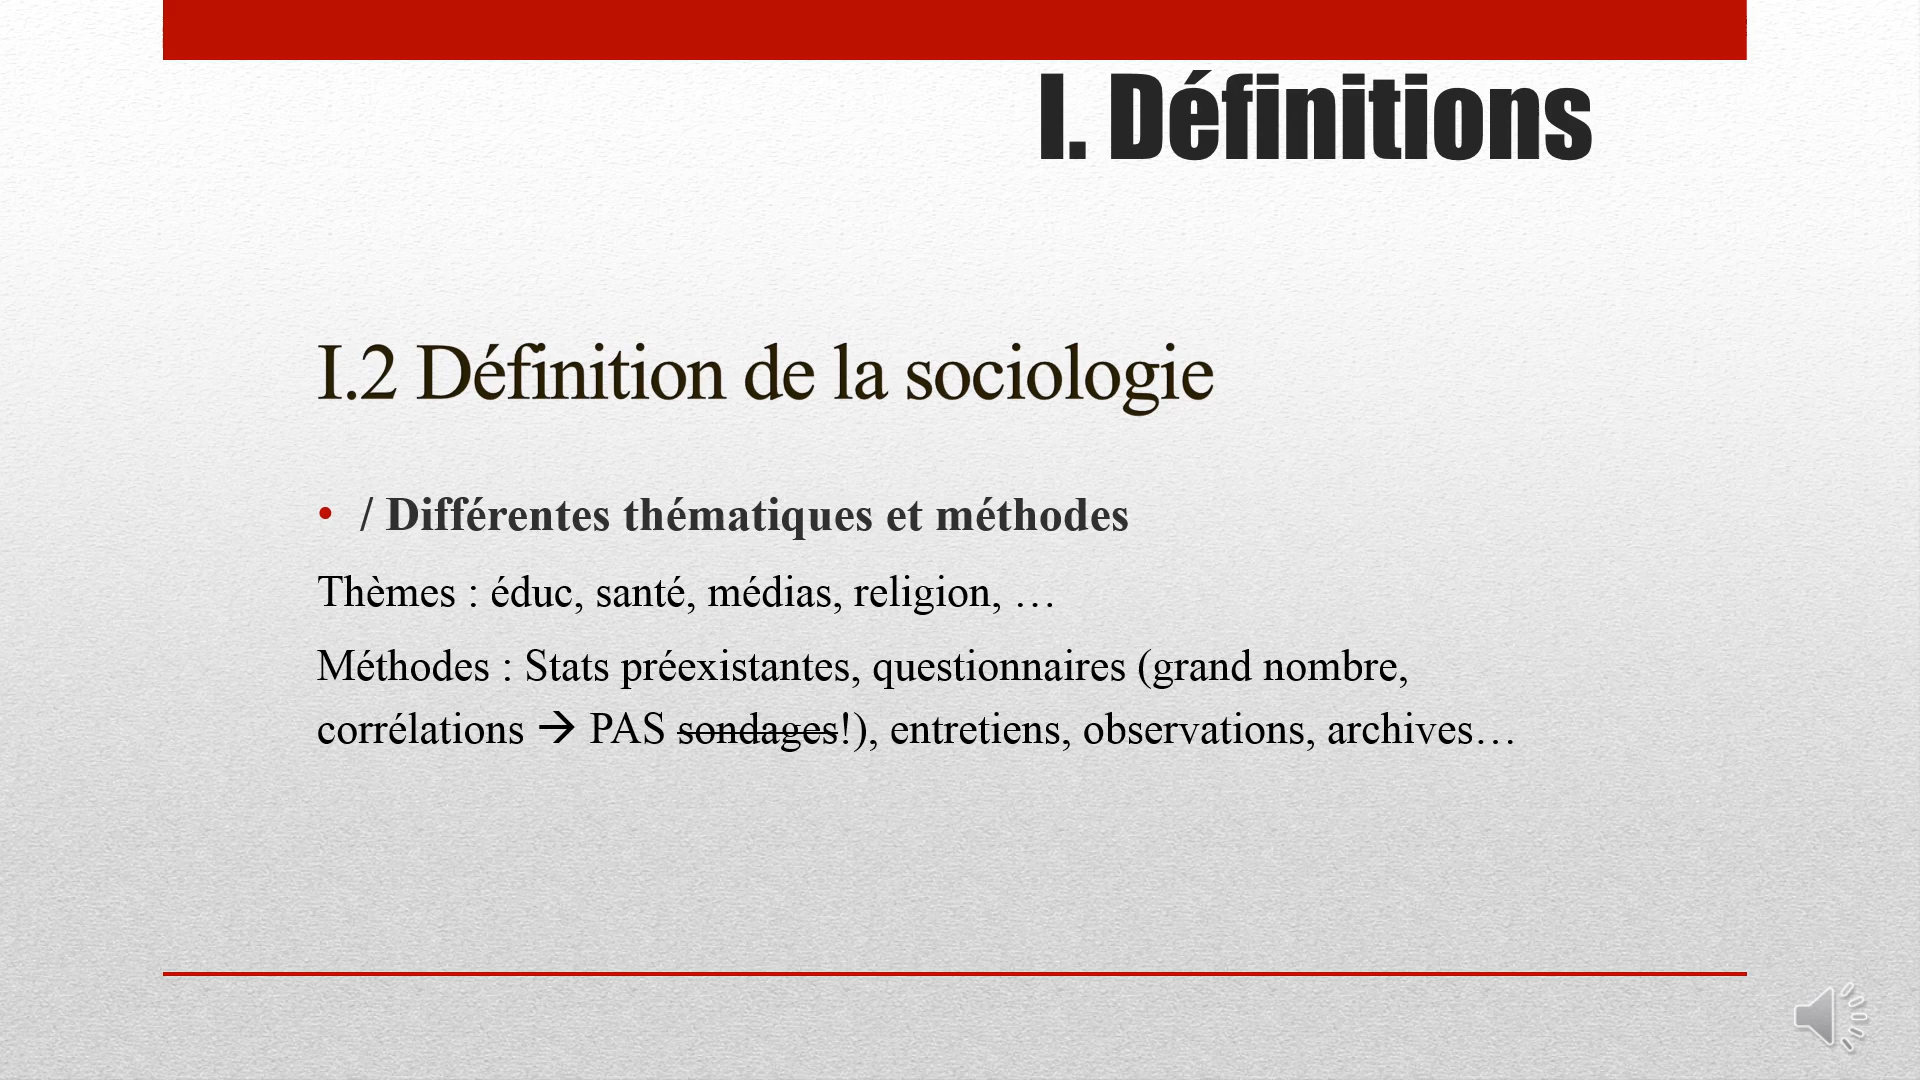 I. Définitions
I.2 Définition de la sociologie
• / Différentes thématiques et méthodes
Thèmes : éduc, santé, médias, religion, …
Méthodes : Stats préexistantes, questionnaires (grand nombre,
corrélations → PAS sondages!), entretiens, observations, archives…